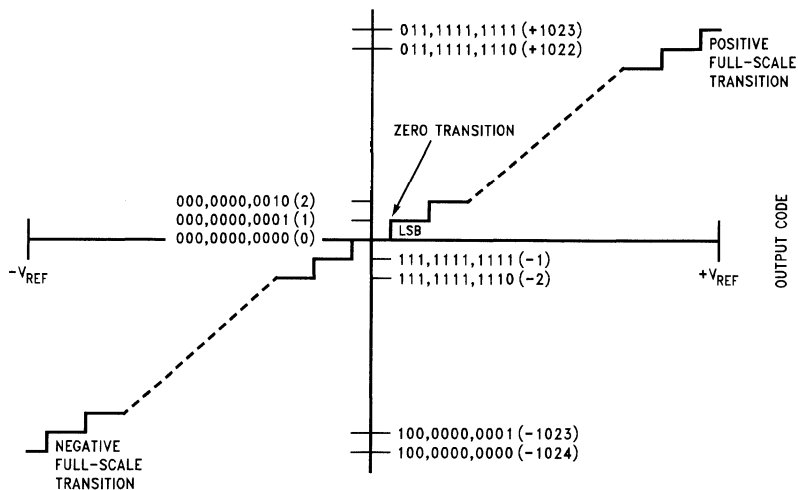 011,1111,1111(+1023)
011,1111,1110(+1022)
POSITIVE
FULL-SCALE
TRANSITION
ZERO TRANSITION
000,0000,0010(2)
000,0000,0001(1)
000,0000,0000(0)
LSB
OUTPUT CODE
111,1111,1111(-1)
111,1111,1110(-2)
-VREF
+VREF
100,0000,0001(-1023)
100,0000,0000(-1024)
NEGATIVE
FULL-SCALE
TRANSITION